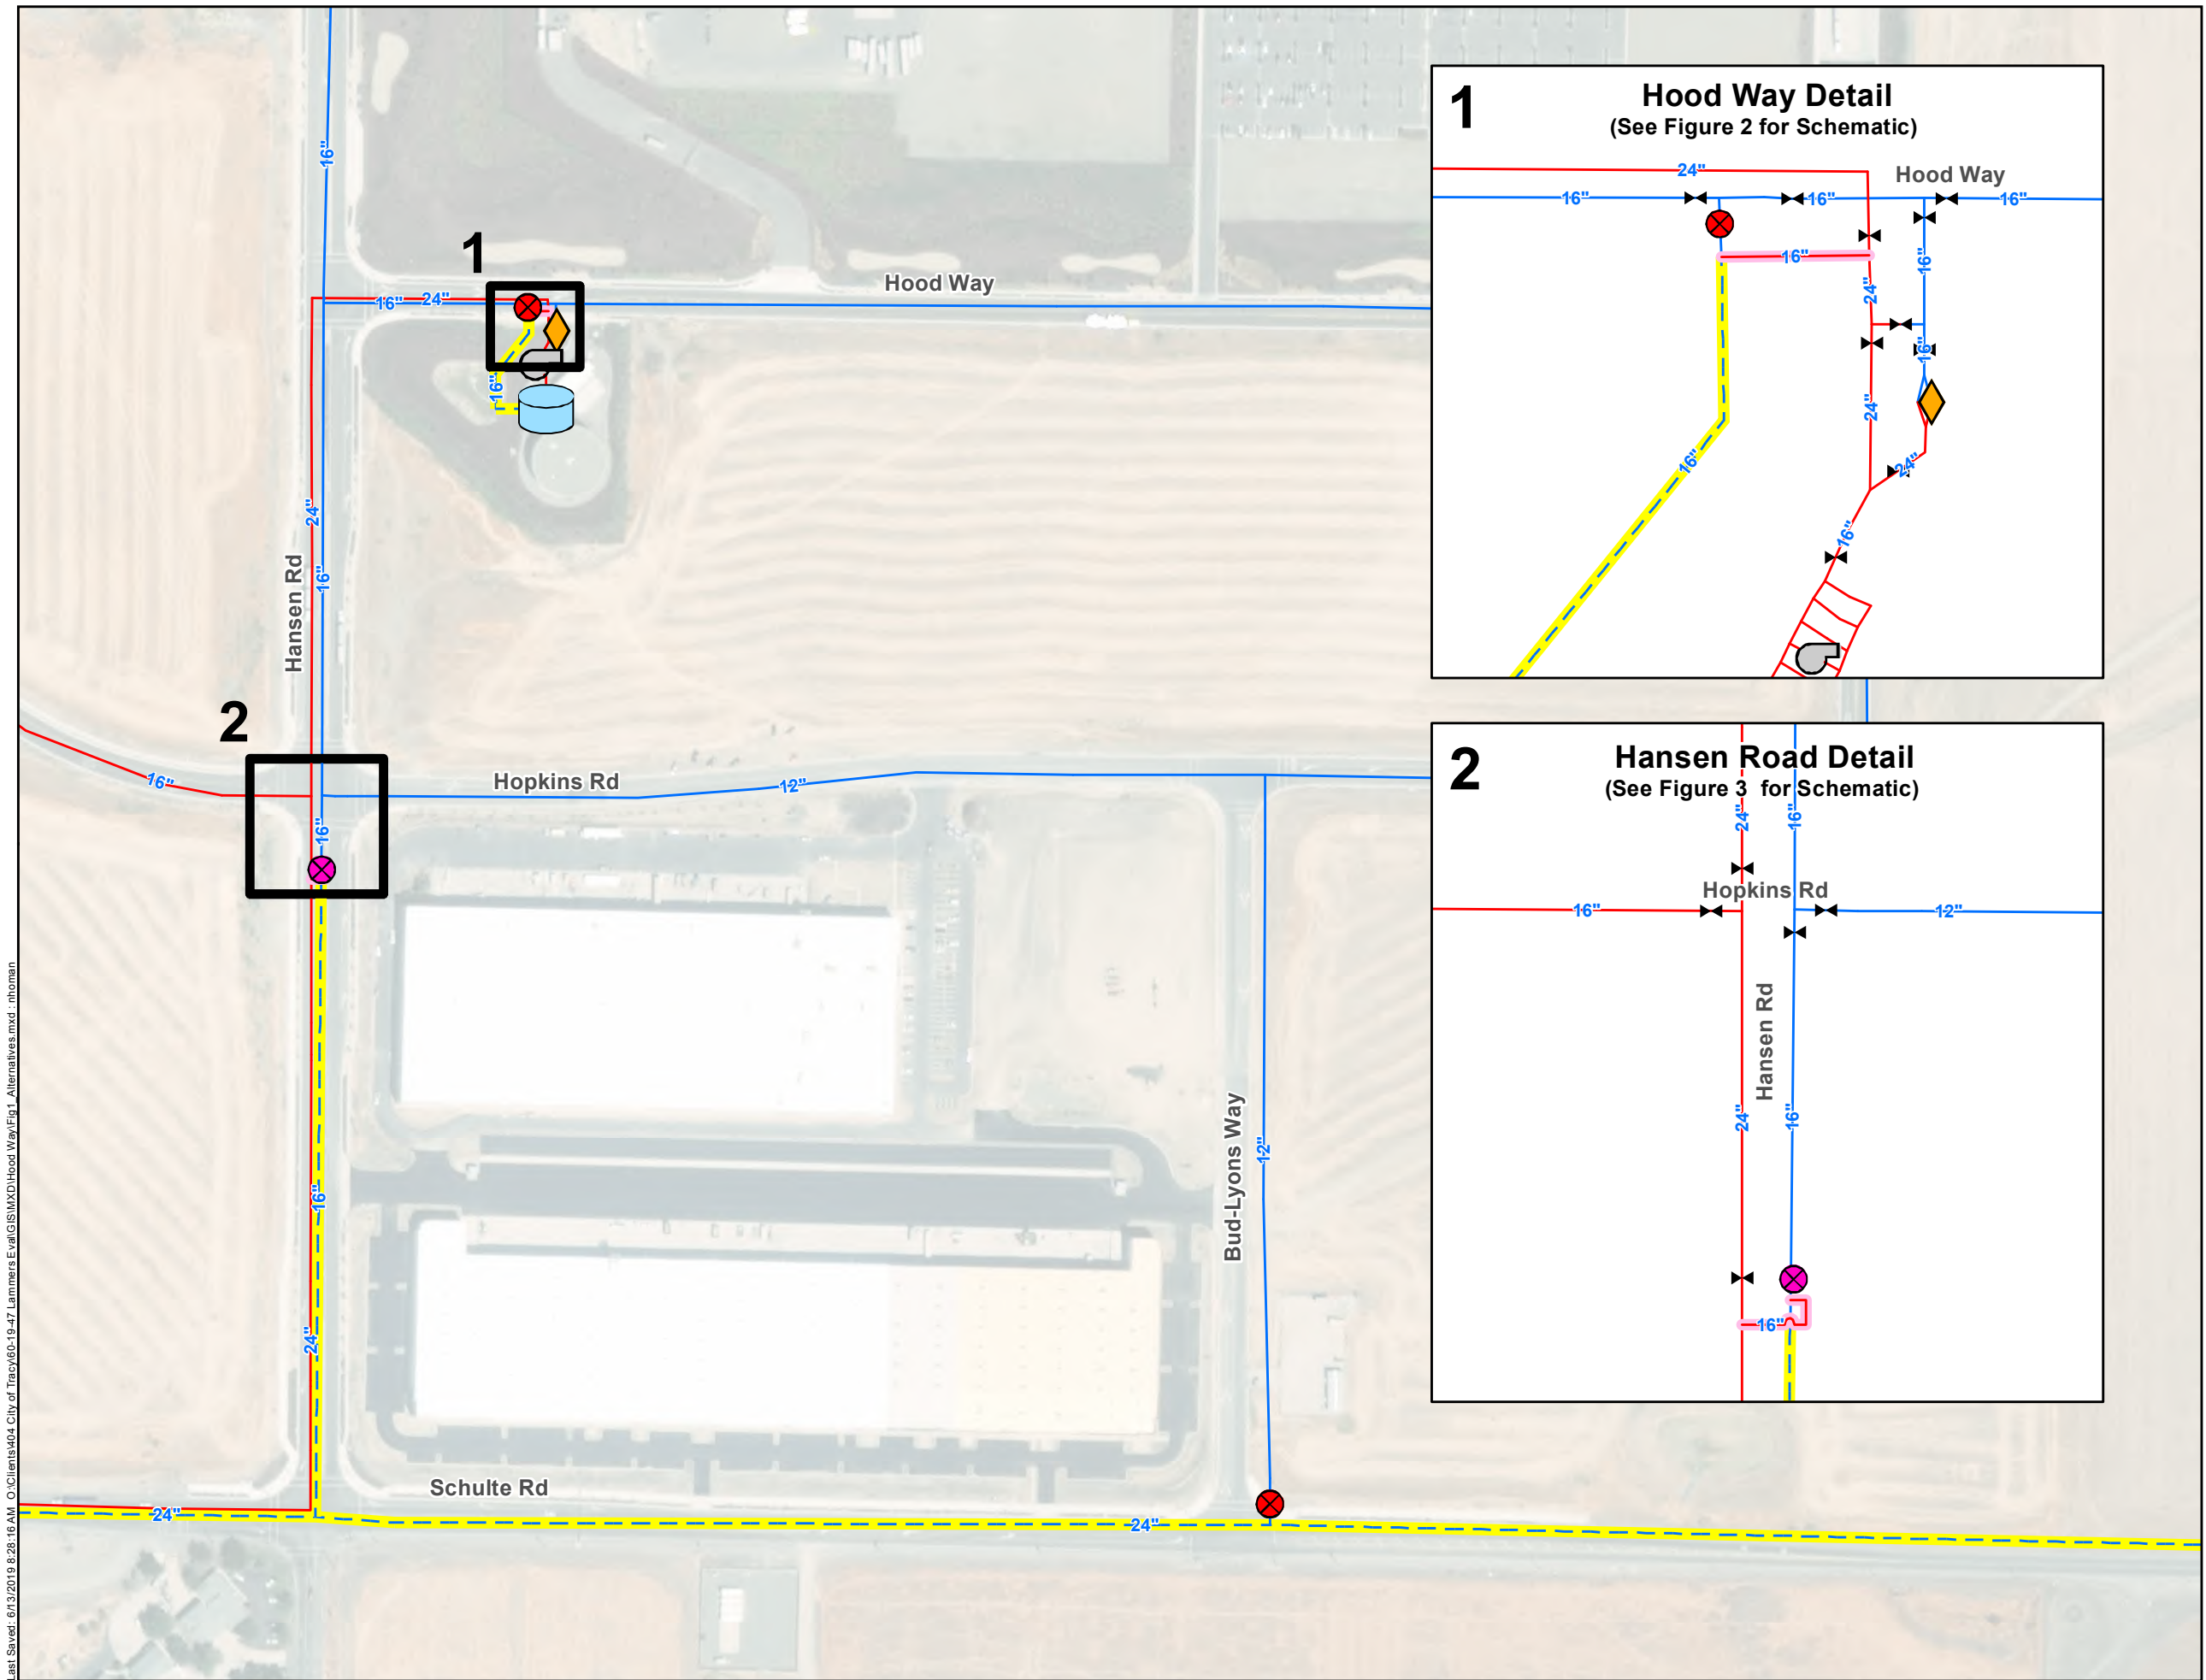 16"
1
Hood Way Detail
(See Figure 2 for Schematic)
24"
Hood Way
16"
16"
16"
16"
16"
24"
16"
24"
16"
24"
16"
1
Hood Way
16"
24"
16"
24"
16"
Hansen Rd
2
16"
Hopkins Rd
12"
16"
2
Hansen Road Detail
(See Figure 3 for Schematic)
24"
16"
Hopkins Rd
16"
12"
Hansen Rd
24"
16"
16"
Bud-Lyons Way
12"
16"
24"
Schulte Rd
24"
24"
Last Saved: 6/13/2019 8:28:16 AM O:\Clients\404 City of Tracy\60-19-47 Lammers Eval\GIS\MXD\Hood Way\Fig1_Alternatives.mxd : nhoman